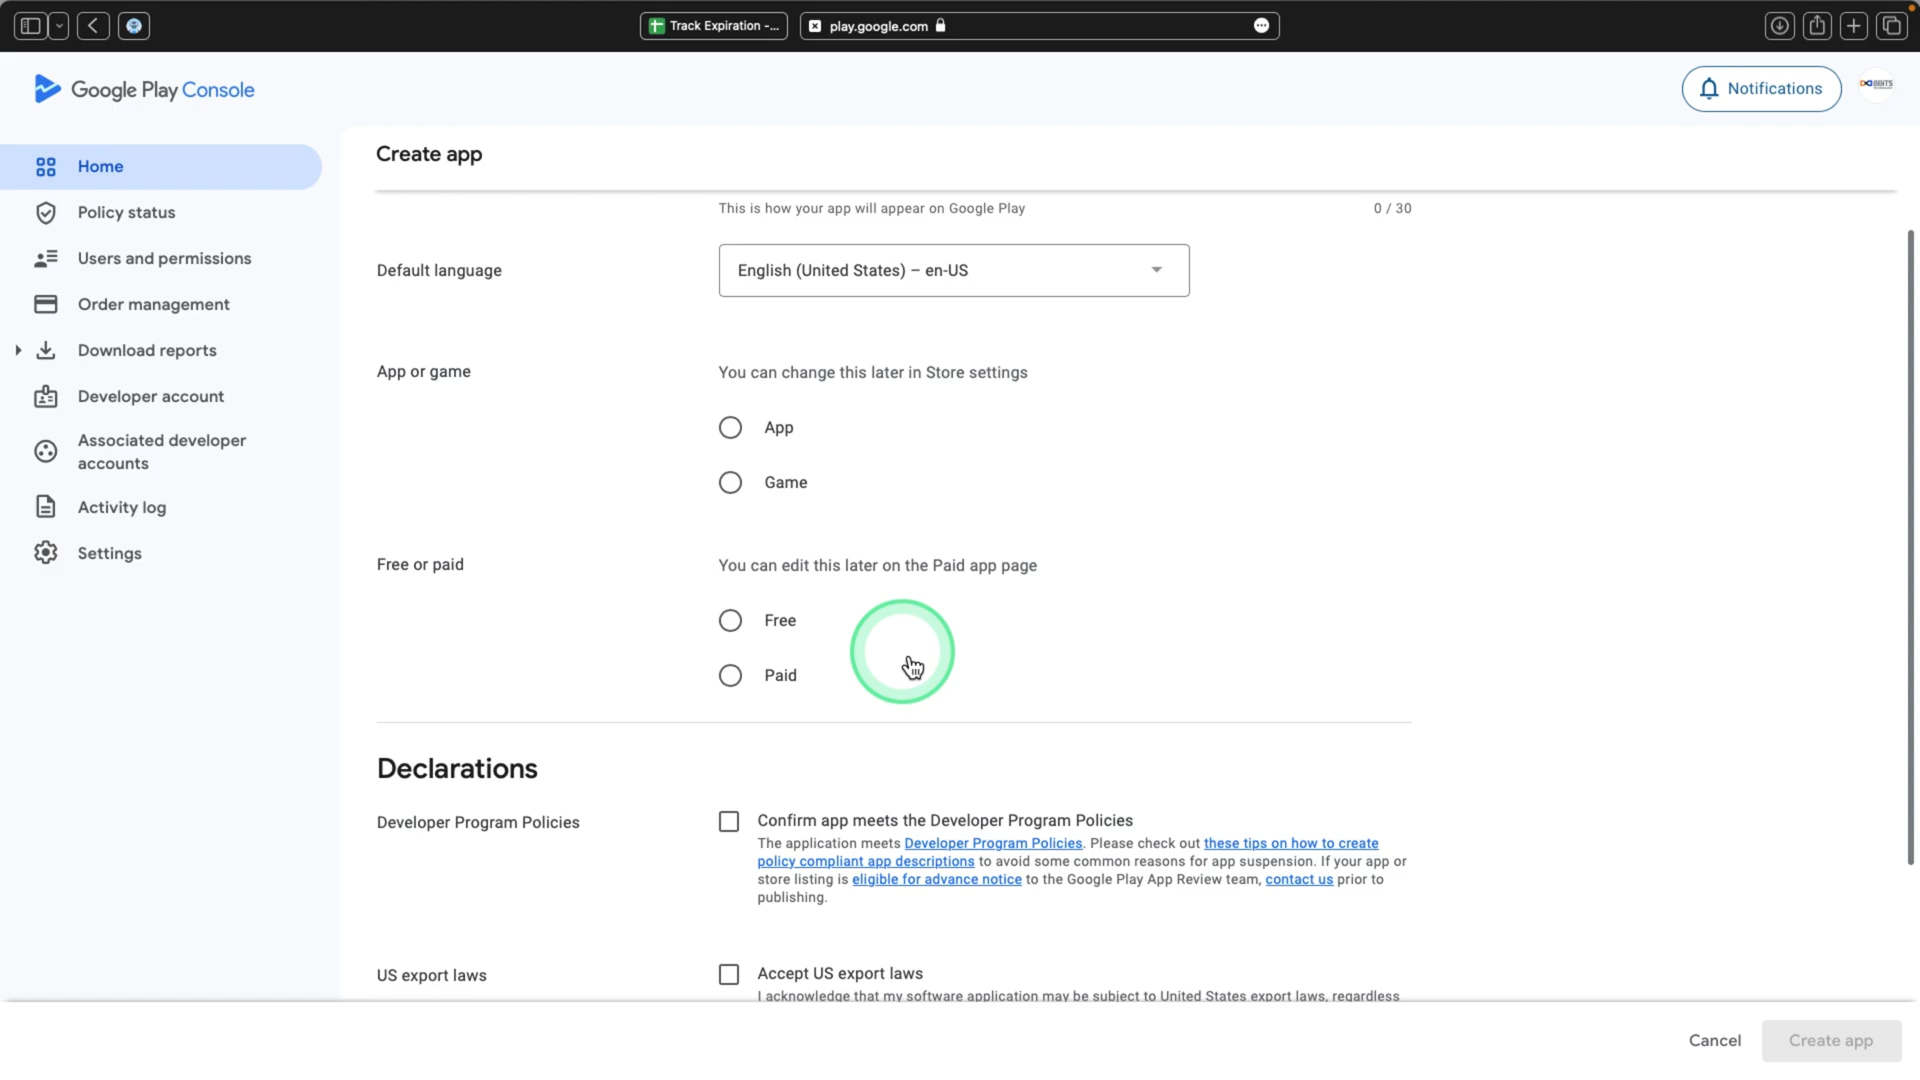 Track Expiration -...
play.google.com
Google Play Console
Notifications
Home
Policy status
Users and permissions
Order management
Download reports
Developer account
Associated developer
accounts
Activity log
Settings
Create app
This is how your app will appear on Google Play
0 / 30
Default language
English (United States) – en-US
App or game
You can change this later in Store settings
App
Game
Free or paid
You can edit this later on the Paid app page
Free
Paid
Declarations
Developer Program Policies
Confirm app meets the Developer Program Policies
The application meets Developer Program Policies. Please check out these tips on how to create
policy compliant app descriptions to avoid some common reasons for app suspension. If your app or
store listing is eligible for advance notice to the Google Play App Review team, contact us prior to
publishing.
US export laws
Accept US export laws
I acknowledge that my software application may be subject to United States export laws, regardless
Cancel
Create app